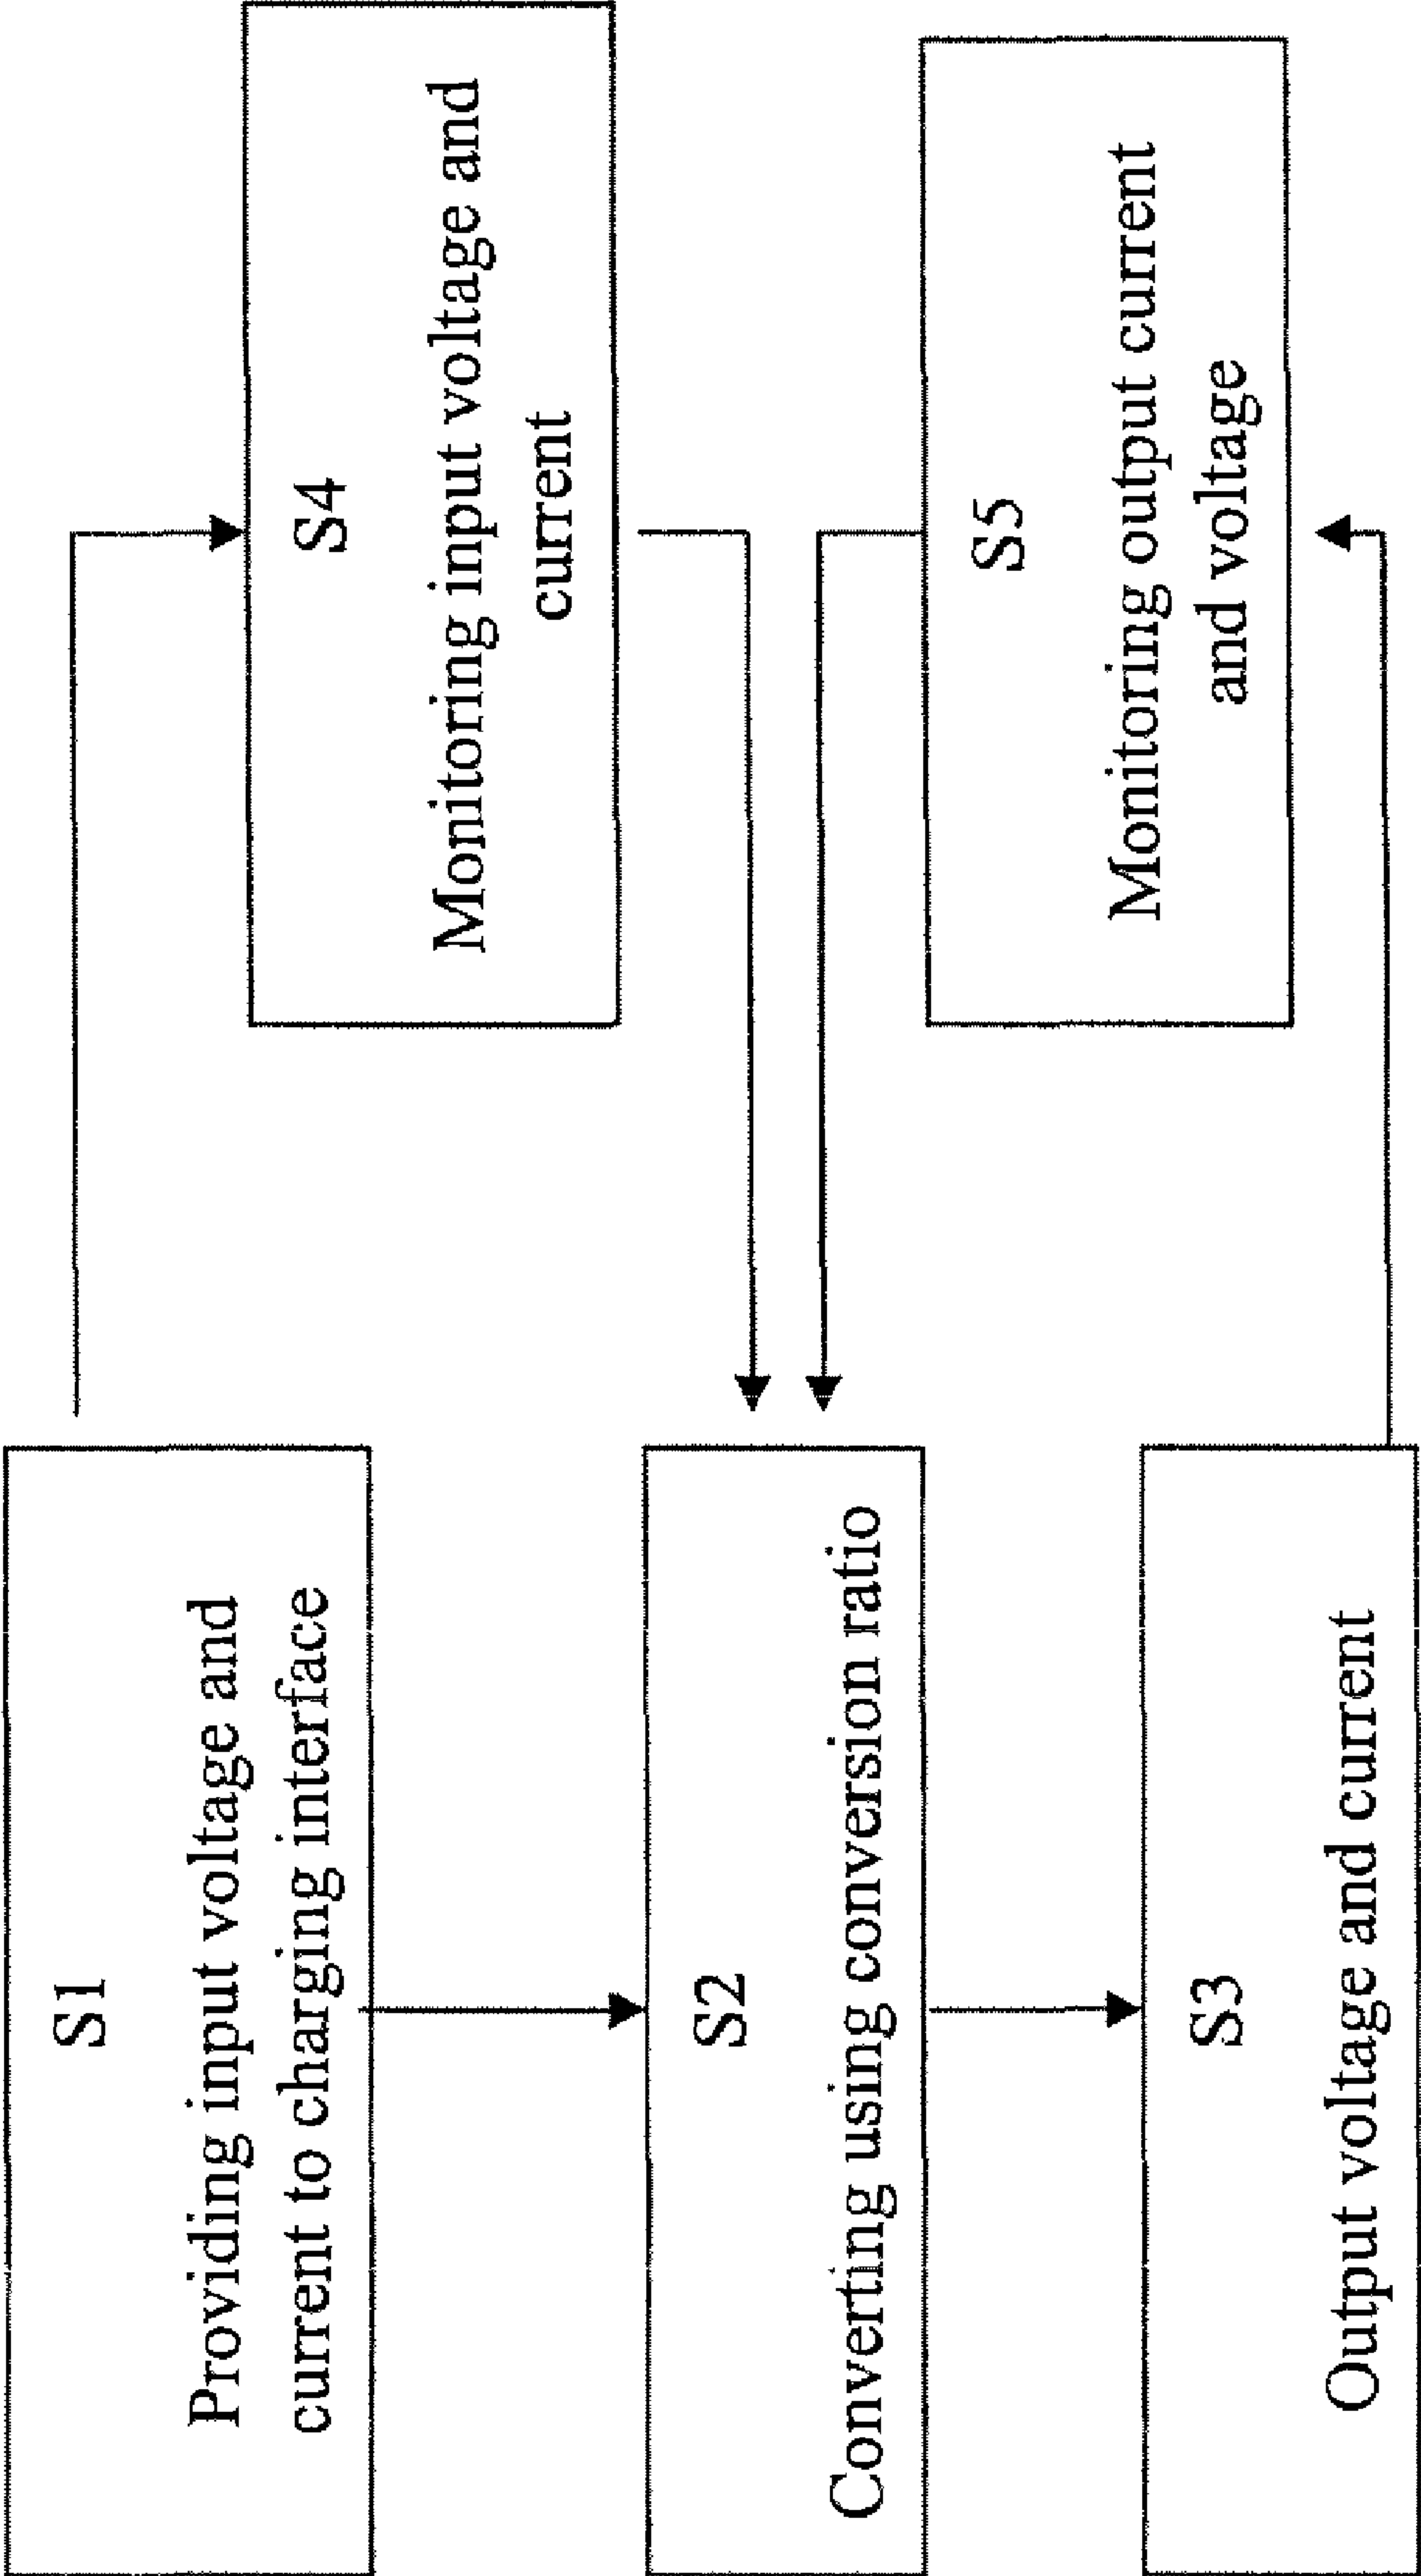 S1
Providing input voltage and
current to charging interface
S2
Converting using conversion ratio
S3
Output voltage and current
S4
Monitoring input voltage and
current
S5
Monitoring output current
and voltage